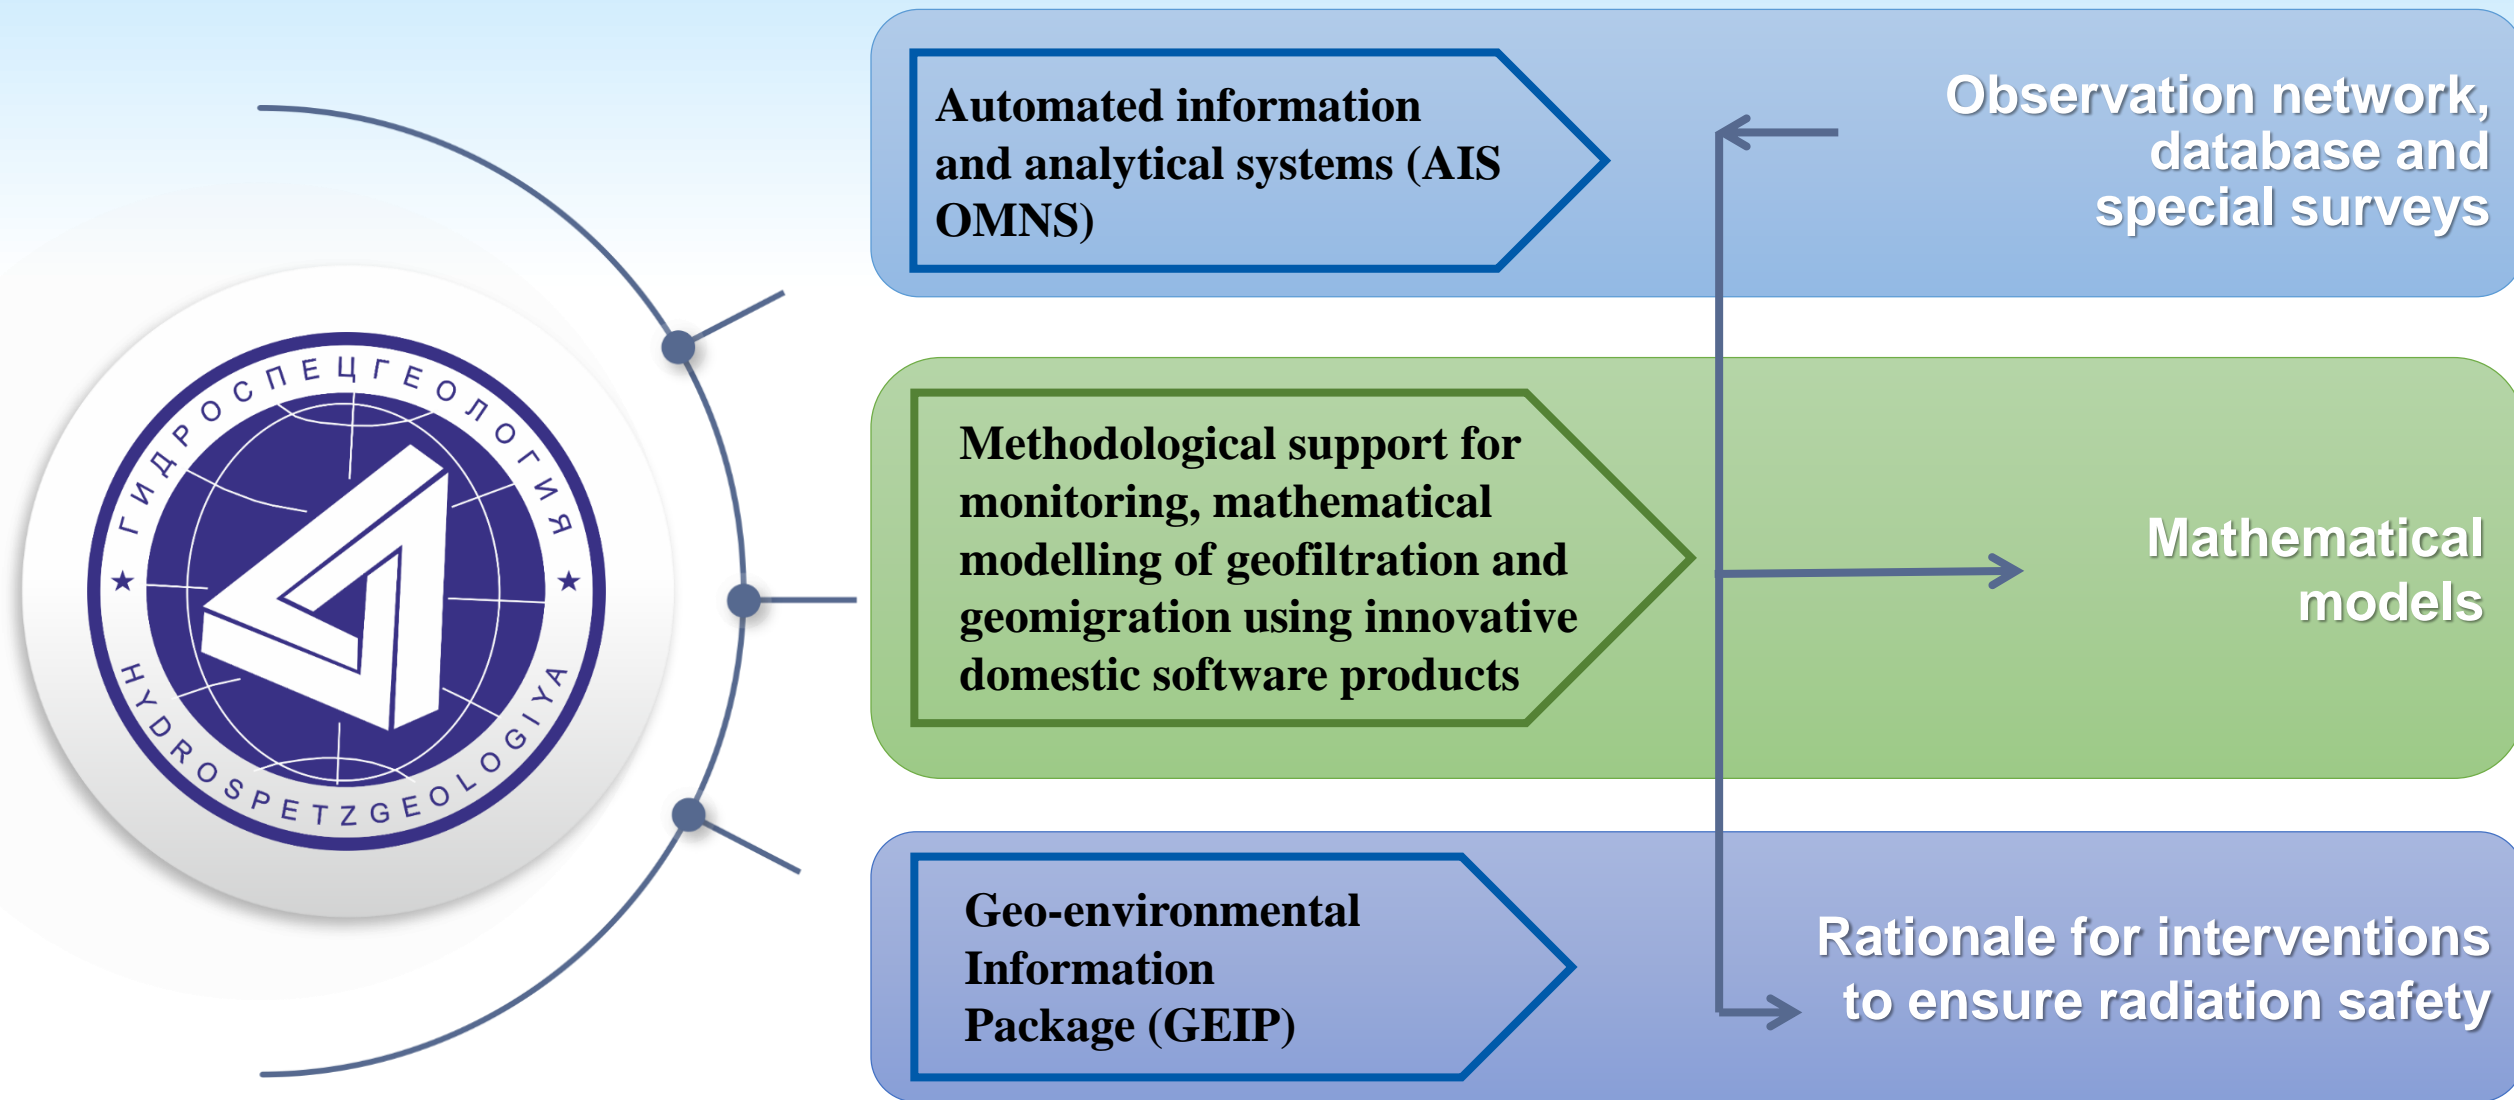 ГИДРОСПЕЦГЕОЛОГИЯ
HYDROSPETZGEOLOGIYA
Automated information
and analytical systems (AIS
OMNS)
Observation network,
database and
special surveys
Methodological support for
monitoring, mathematical
modelling of geofiltration and
geomigration using innovative
domestic software products
Mathematical
models
Geo-environmental
Information
Package (GEIP)
Rationale for interventions
to ensure radiation safety